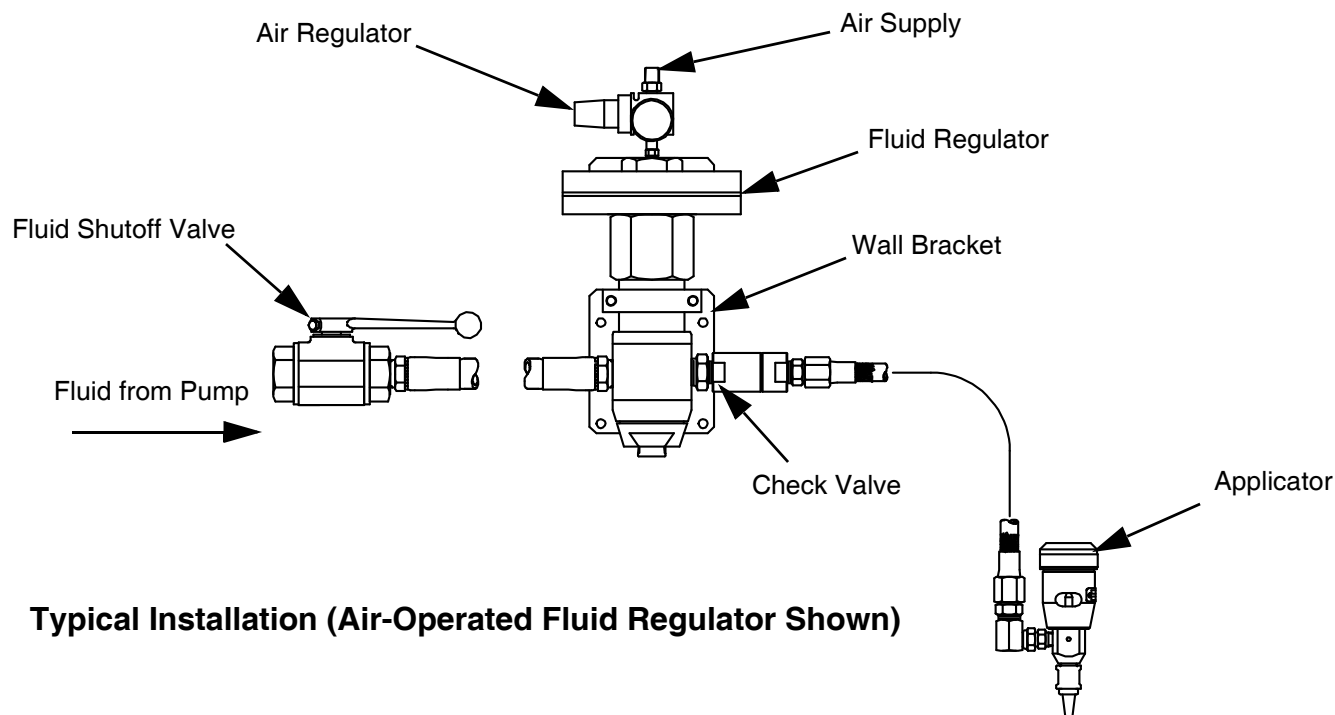 Air Regulator
Air Supply
Fluid Regulator
Fluid Shutoff Valve
Wall Bracket
Fluid from Pump
Check Valve
Applicator
Typical Installation (Air-Operated Fluid Regulator Shown)